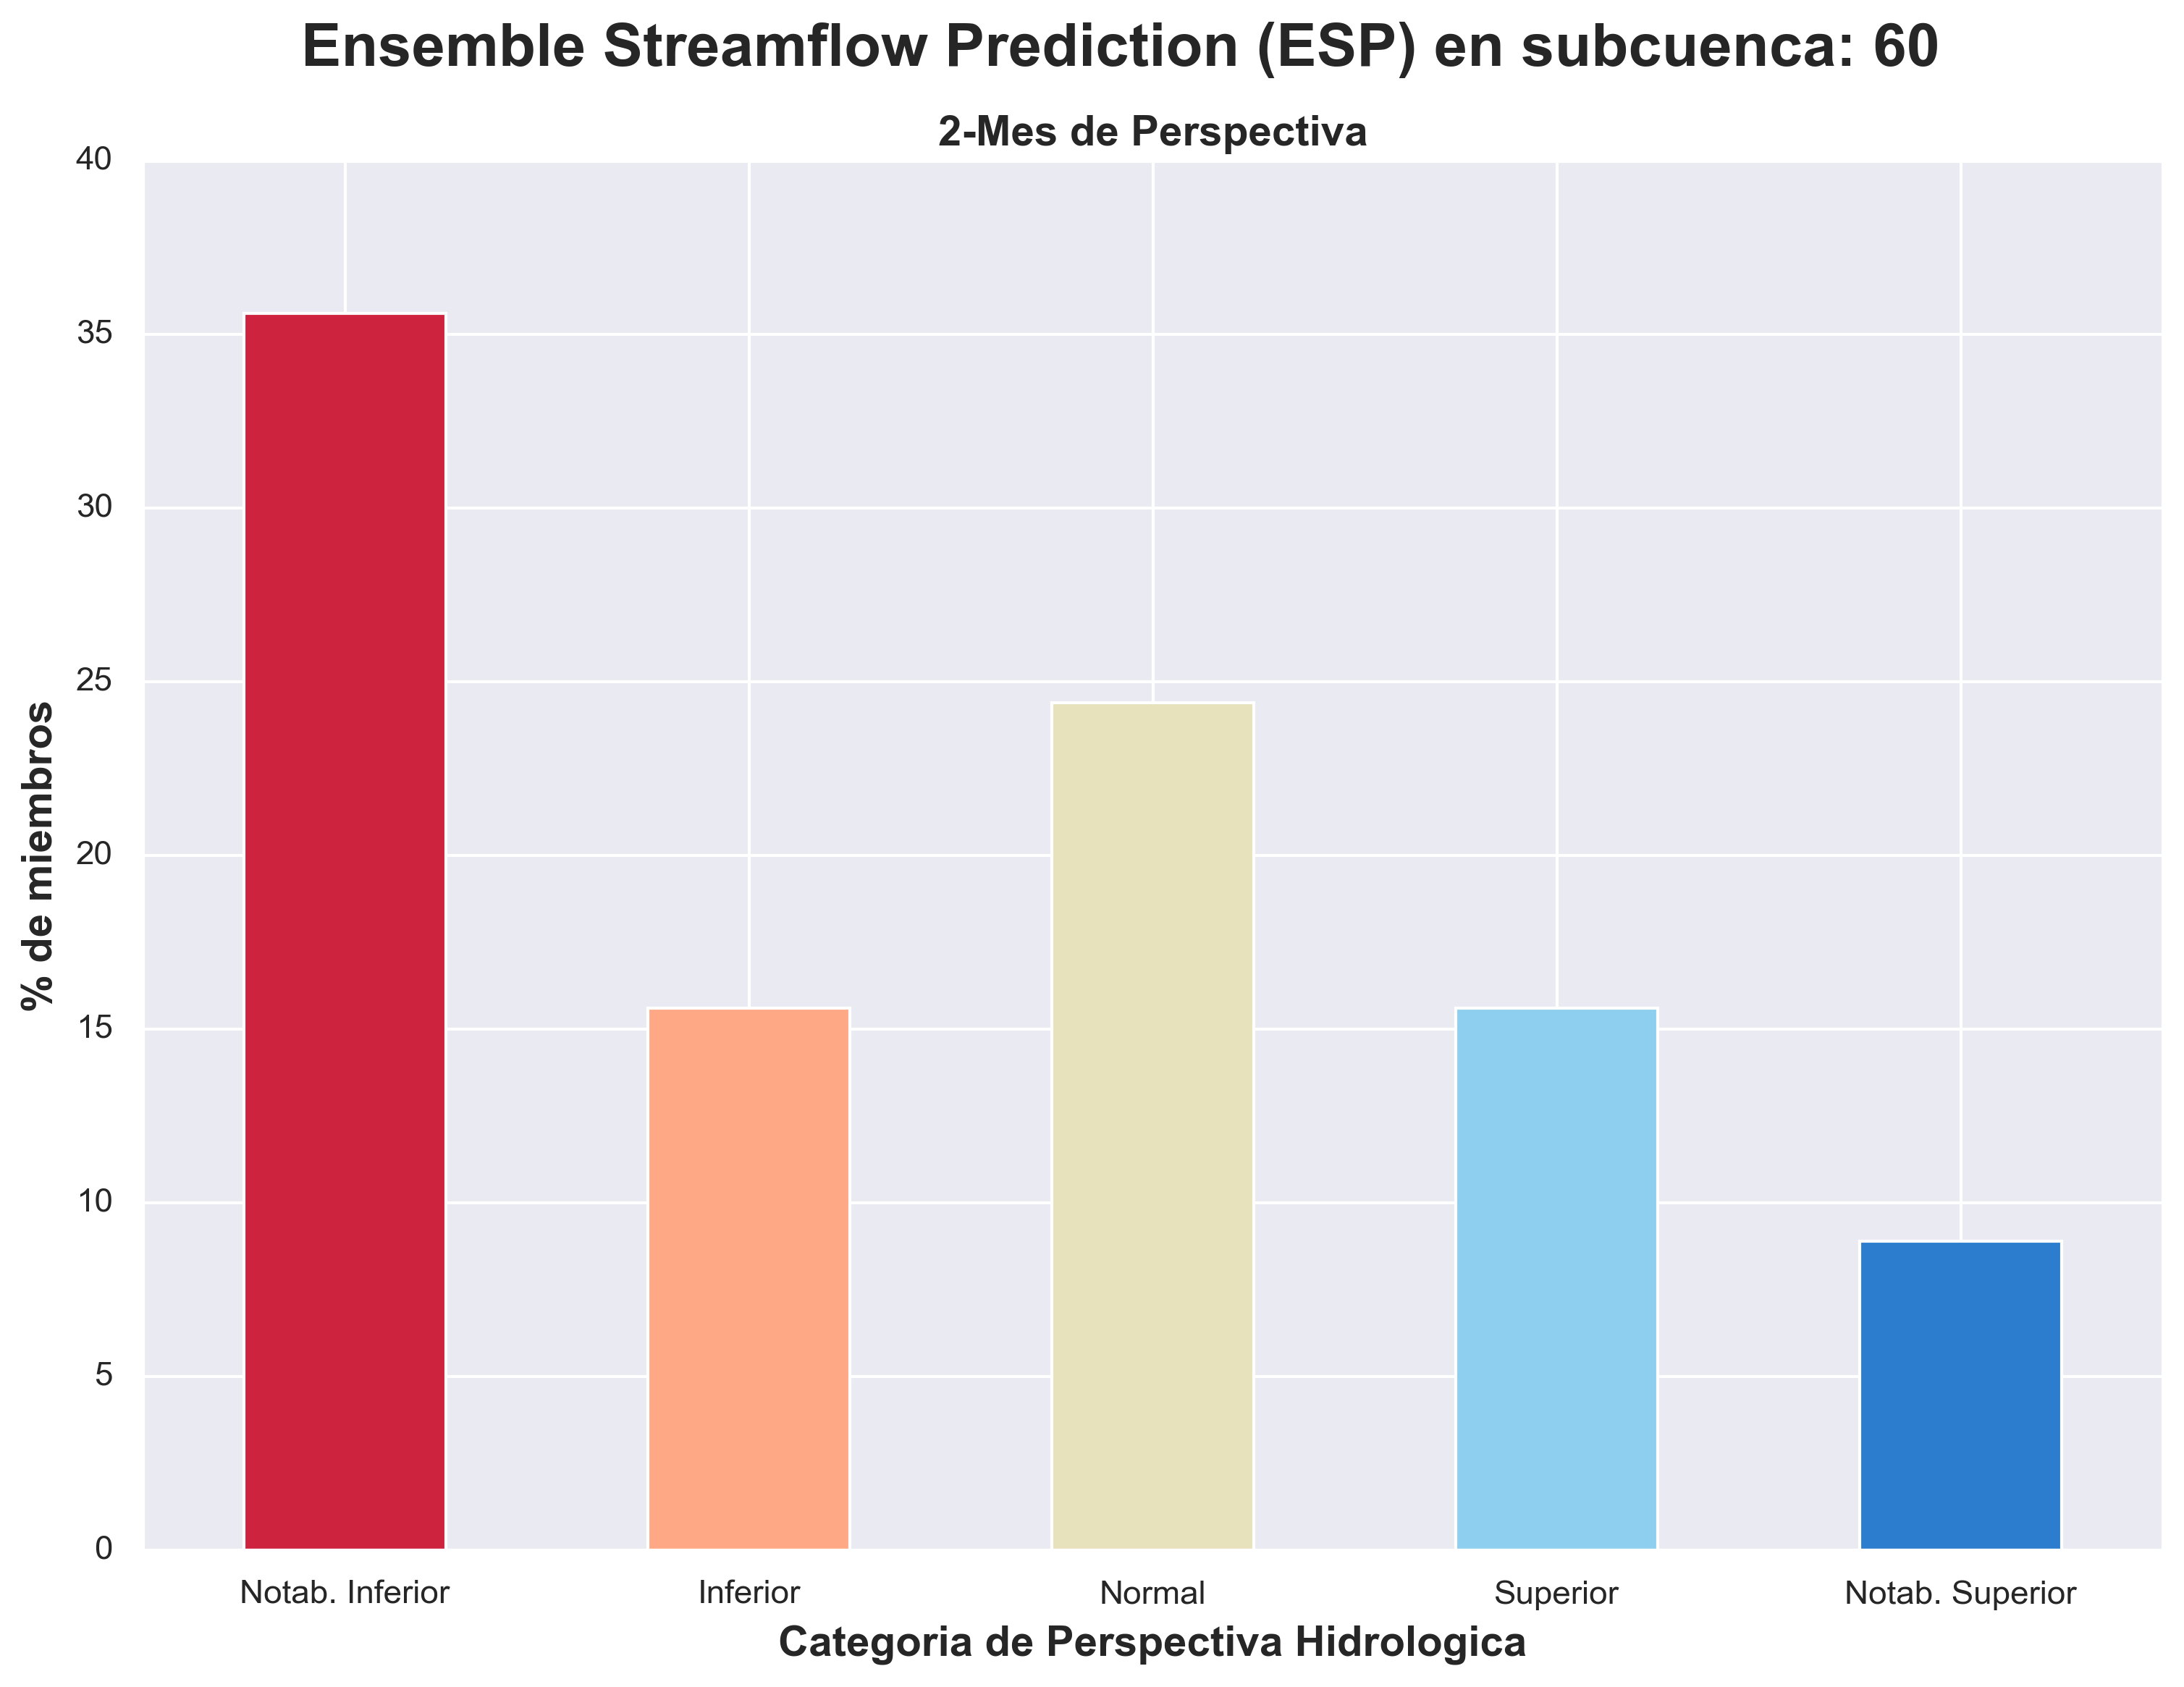 Ensemble Streamflow Prediction (ESP) en subcuenca: 60
2-Mes de Perspectiva
40
35
30
25
20
15
10
5
0
% de miembros
Notab. Inferior
Inferior
Normal
Superior
Notab. Superior
Categoria de Perspectiva Hidrologica